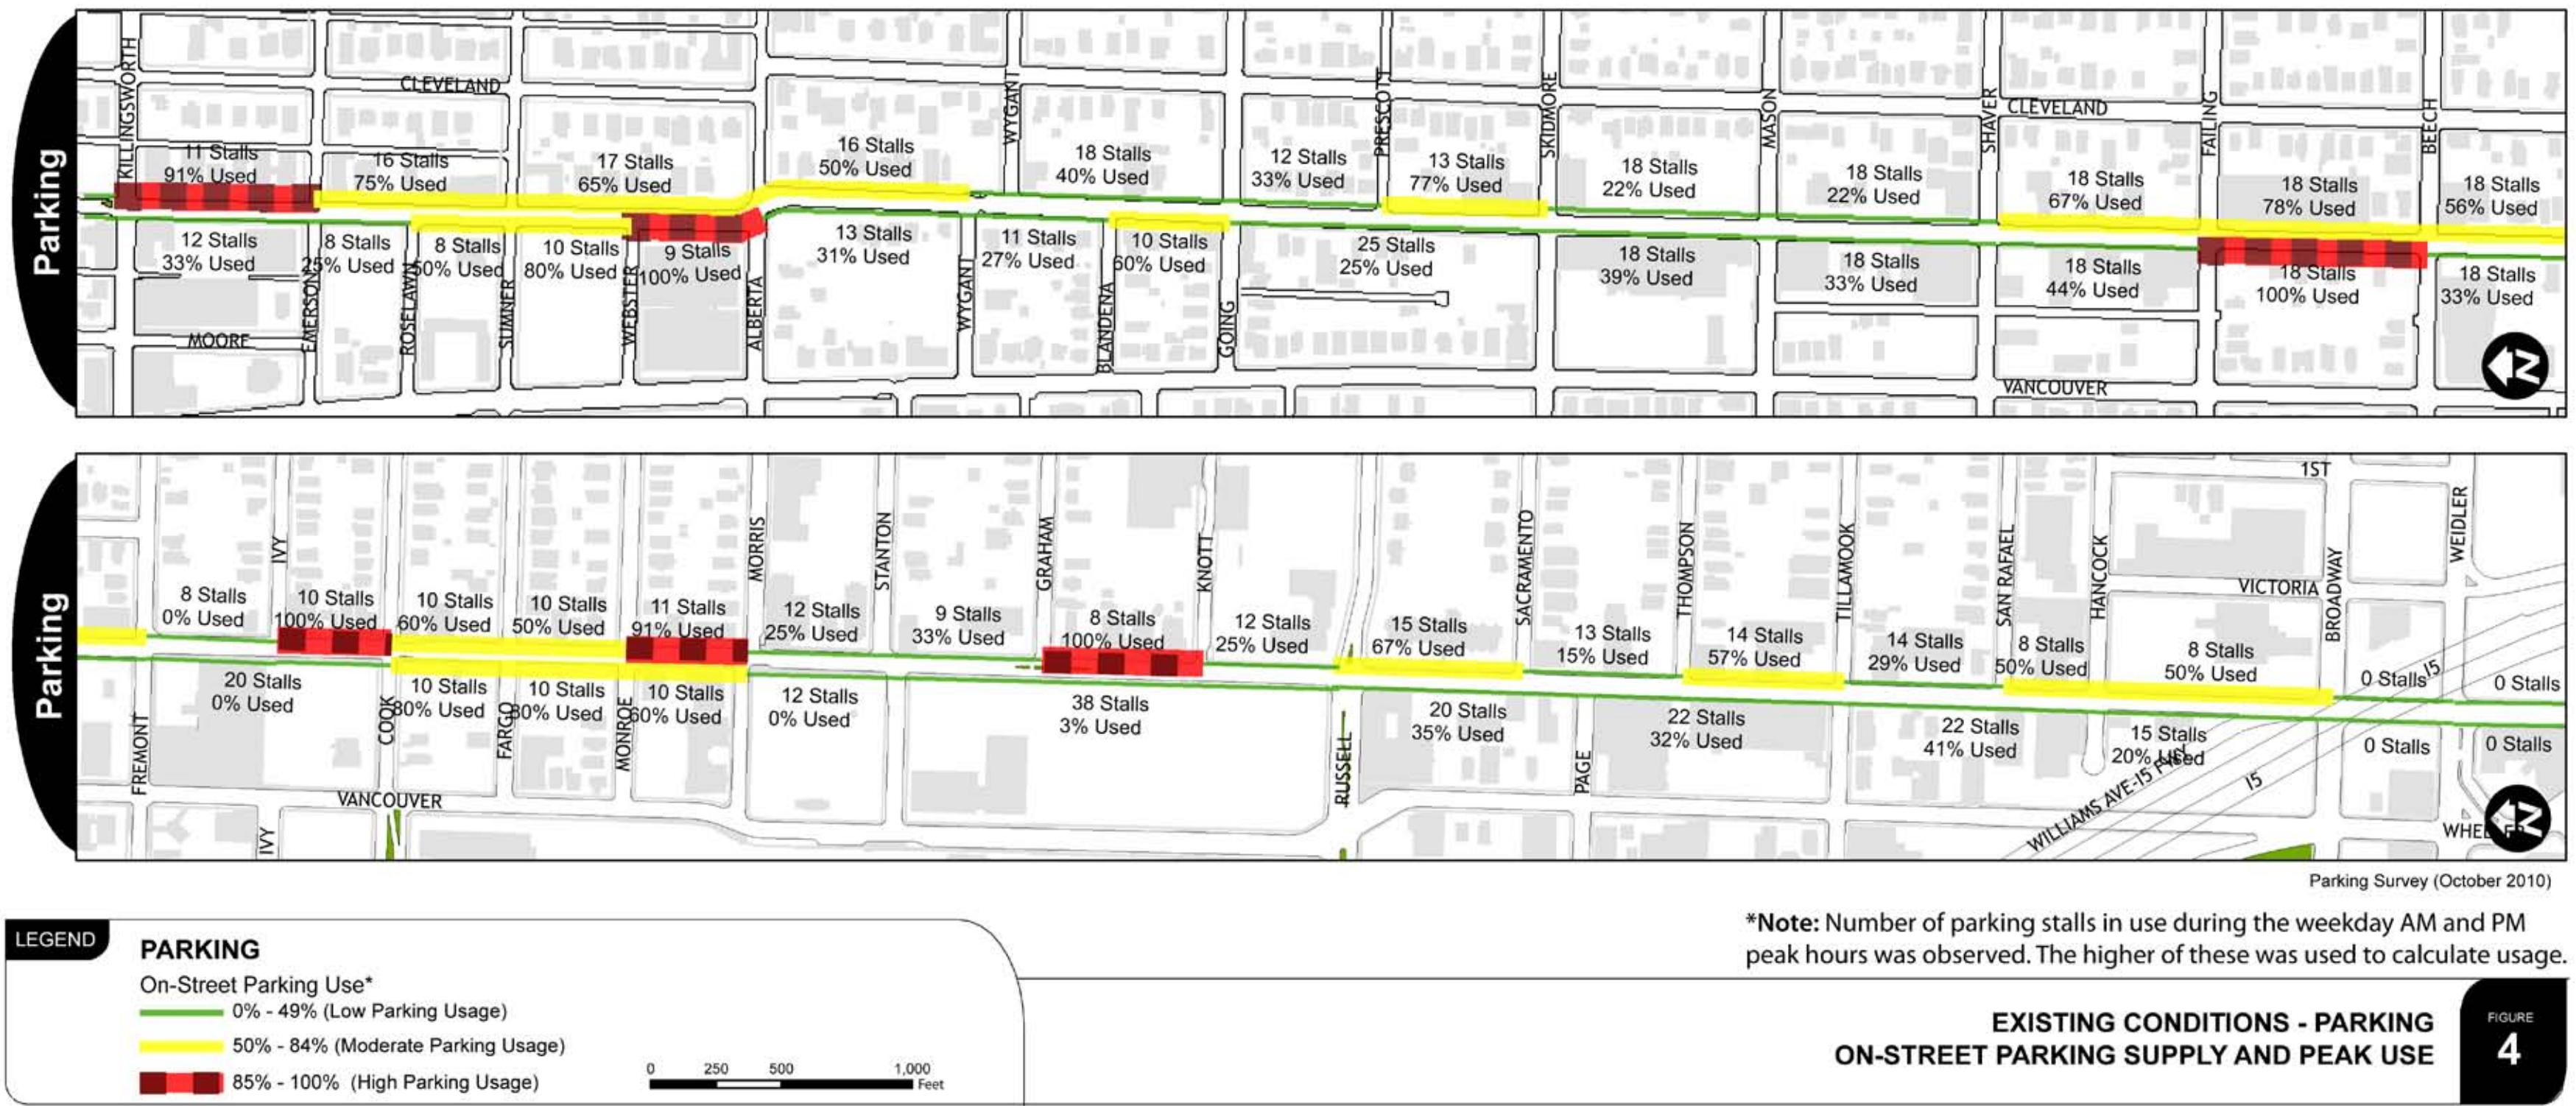 Parking
KILLINGSWORTH
CLEVELAND
WYGANT
PRESCOTT
SKIDMORE
MASON
SHAVER
CLEVELAND
FAILING
BEECH
11 Stalls
91% Used
16 Stalls
75% Used
17 Stalls
65% Used
16 Stalls
50% Used
18 Stalls
40% Used
12 Stalls
33% Used
13 Stalls
77% Used
18 Stalls
22% Used
18 Stalls
22% Used
18 Stalls
67% Used
18 Stalls
78% Used
18 Stalls
56% Used
12 Stalls
33% Used
8 Stalls
25% Used
8 Stalls
50% Used
10 Stalls
80% Used
9 Stalls
100% Used
13 Stalls
31% Used
11 Stalls
27% Used
10 Stalls
60% Used
25 Stalls
25% Used
18 Stalls
39% Used
18 Stalls
33% Used
18 Stalls
44% Used
18 Stalls
100% Used
18 Stalls
33% Used
MOORE
EMERSON
ROSELAWN
SUMNER
WEBSTER
ALBERTA
WYGANT
BLANDENA
GOING
VANCOUVER
N
Parking
IVY
MORRIS
STANTON
GRAHAM
KNOTT
SACRAMENTO
THOMPSON
TILLAMOOK
SAN RAFAEL
HANCOCK
1ST
VICTORIA
BROADWAY
WEIDLER
8 Stalls
0% Used
10 Stalls
100% Used
10 Stalls
60% Used
10 Stalls
50% Used
11 Stalls
91% Used
12 Stalls
25% Used
9 Stalls
33% Used
8 Stalls
100% Used
12 Stalls
25% Used
15 Stalls
67% Used
13 Stalls
15% Used
14 Stalls
57% Used
14 Stalls
29% Used
8 Stalls
50% Used
8 Stalls
50% Used
0 Stalls
I5
0 Stalls
20 Stalls
0% Used
10 Stalls
80% Used
10 Stalls
80% Used
10 Stalls
60% Used
12 Stalls
0% Used
38 Stalls
3% Used
20 Stalls
35% Used
22 Stalls
32% Used
22 Stalls
41% Used
15 Stalls
20% Used
0 Stalls
0 Stalls
FREMONT
COOK
FARGO
MONROE
RUSSELL
PAGE
VANCOUVER
IVY
WILLIAMS AVE-I5 FWY
I5
N
Parking Survey (October 2010)
*Note: Number of parking stalls in use during the weekday AM and PM
peak hours was observed. The higher of these was used to calculate usage.
LEGEND
PARKING
On-Street Parking Use*
0% - 49% (Low Parking Usage)
50% - 84% (Moderate Parking Usage)
85% - 100% (High Parking Usage)
0 250 500 1,000
Feet
EXISTING CONDITIONS - PARKING
ON-STREET PARKING SUPPLY AND PEAK USE
FIGURE
4